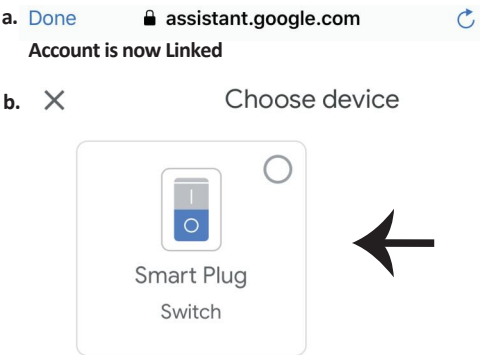 a. Done assistant.google.com
Account is now Linked
b. Choose device
Smart Plug
Switch